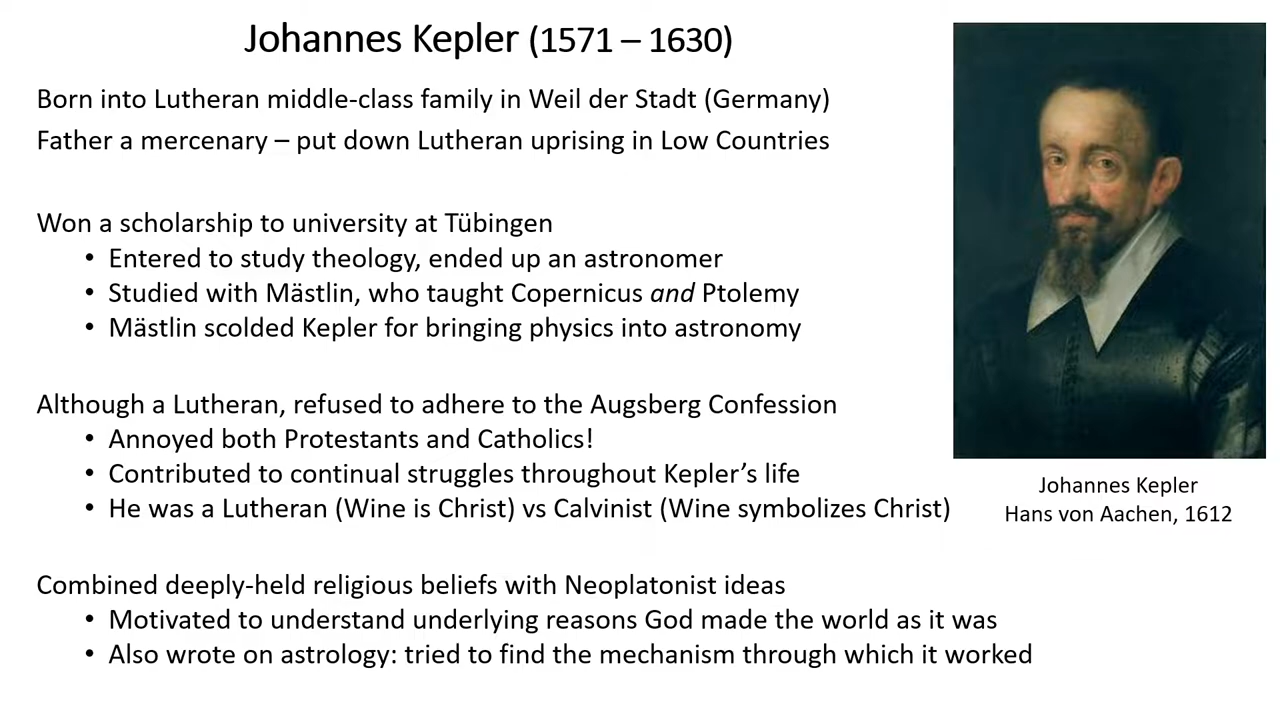 Johannes Kepler (1571 – 1630)
Born into Lutheran middle-class family in Weil der Stadt (Germany)
Father a mercenary – put down Lutheran uprising in Low Countries
Won a scholarship to university at Tübingen
• Entered to study theology, ended up an astronomer
• Studied with Mästlin, who taught Copernicus and Ptolemy
• Mästlin scolded Kepler for bringing physics into astronomy
Although a Lutheran, refused to adhere to the Augsberg Confession
• Annoyed both Protestants and Catholics!
• Contributed to continual struggles throughout Kepler’s life
• He was a Lutheran (Wine is Christ) vs Calvinist (Wine symbolizes Christ)
Combined deeply-held religious beliefs with Neoplatonist ideas
• Motivated to understand underlying reasons God made the world as it was
• Also wrote on astrology: tried to find the mechanism through which it worked
Johannes Kepler
Hans von Aachen, 1612